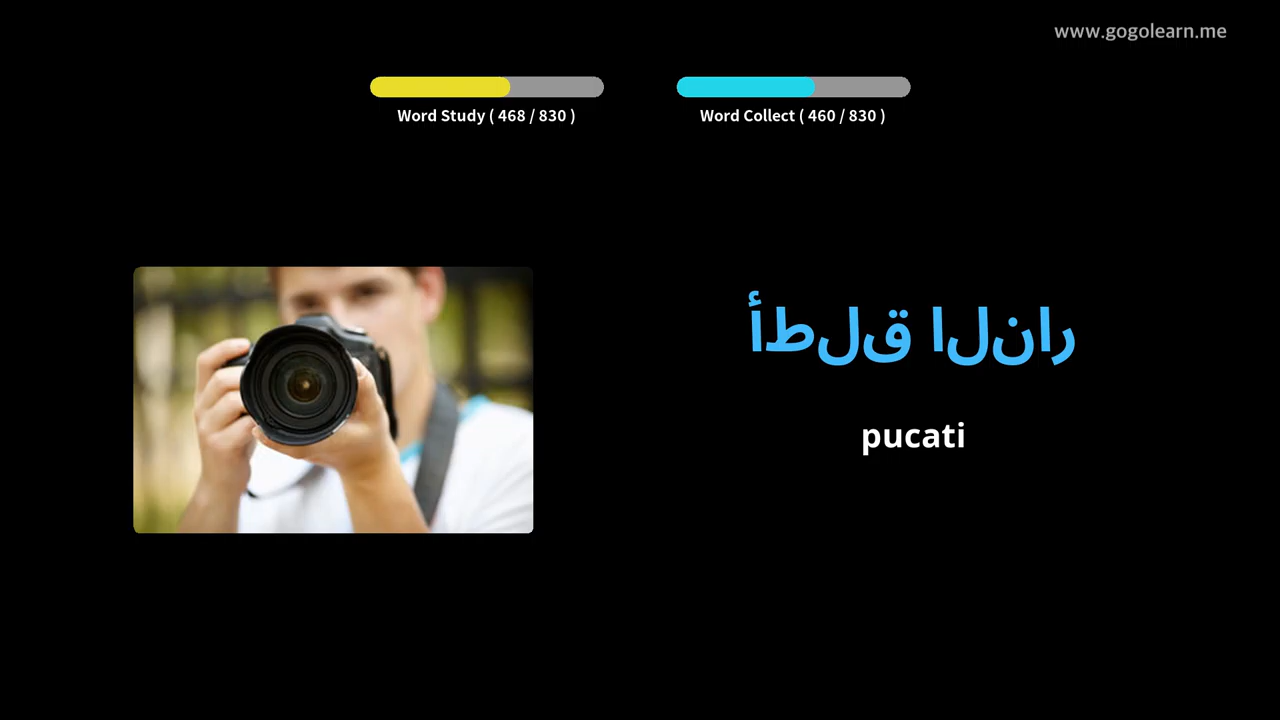 www.gogolearn.me
Word Study ( 468 / 830 )
Word Collect ( 460 / 830 )
أطلق النار
pucati